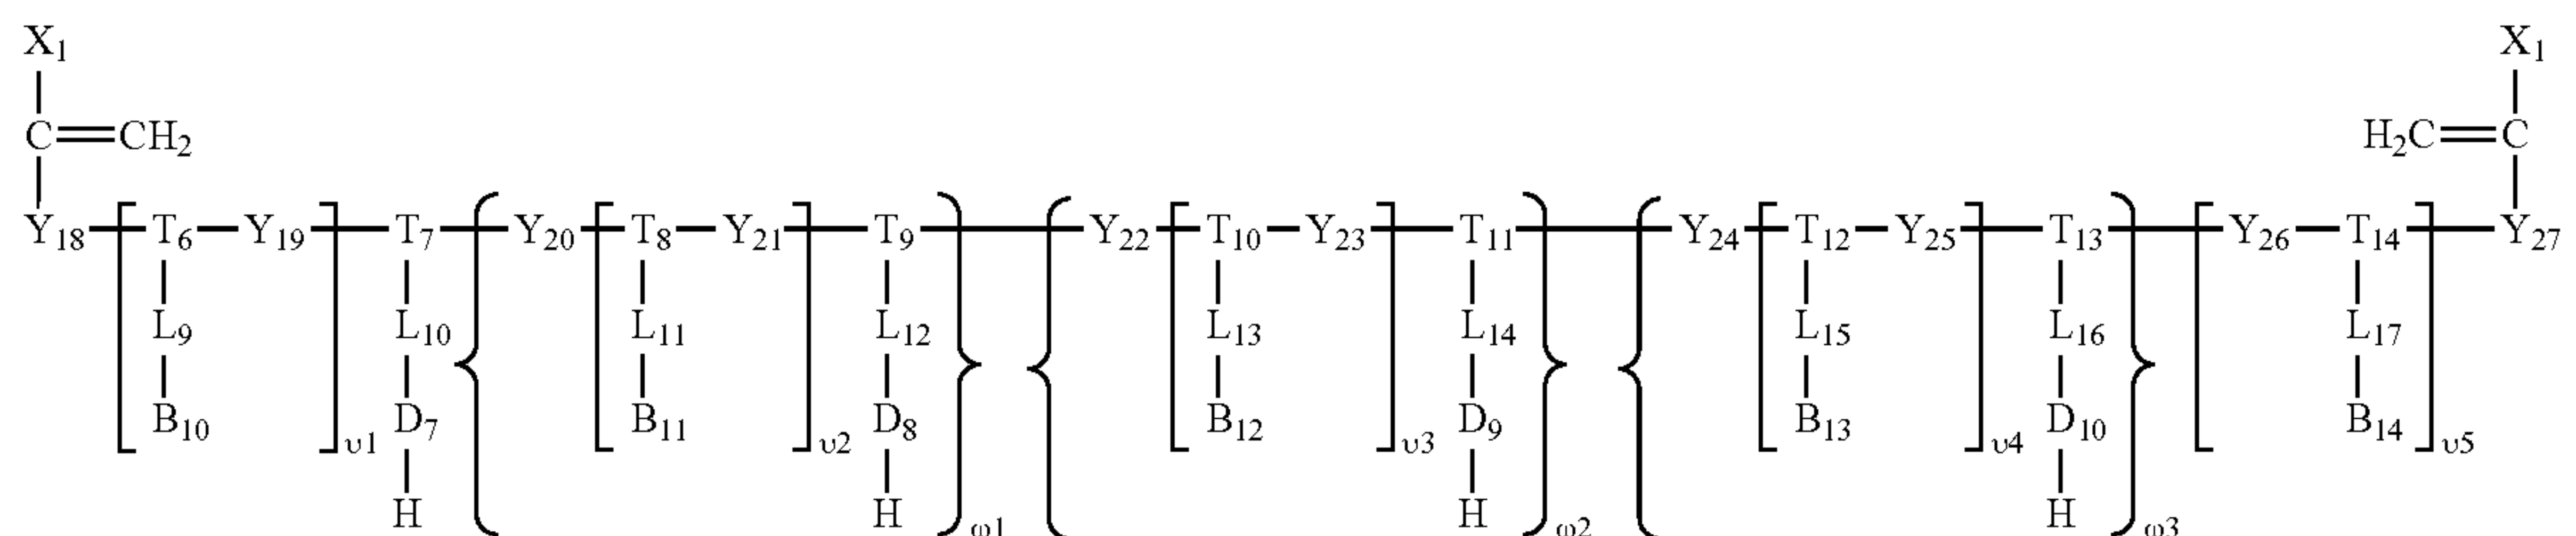 X₁ X₁
C=CH₂ H₂C=C
Y₁₈ [ T₆ Y₁₉ ] T₇ { Y₂₀ [ T₈ Y₂₁ ] T₉ } { Y₂₂ [ T₁₀ Y₂₃ ] T₁₁ } { Y₂₄ [ T₁₂ Y₂₅ ] T₁₃ } [ Y₂₆ T₁₄ ] Y₂₇
L₉ L₁₀ L₁₁ L₁₂ L₁₃ L₁₄ L₁₅ L₁₆ L₁₇
B₁₀ D₇ B₁₁ D₈ B₁₂ D₉ B₁₃ D₁₀ B₁₄
υ1 υ2 υ3 υ4 υ5
H H H H
ω1 ω2 ω3